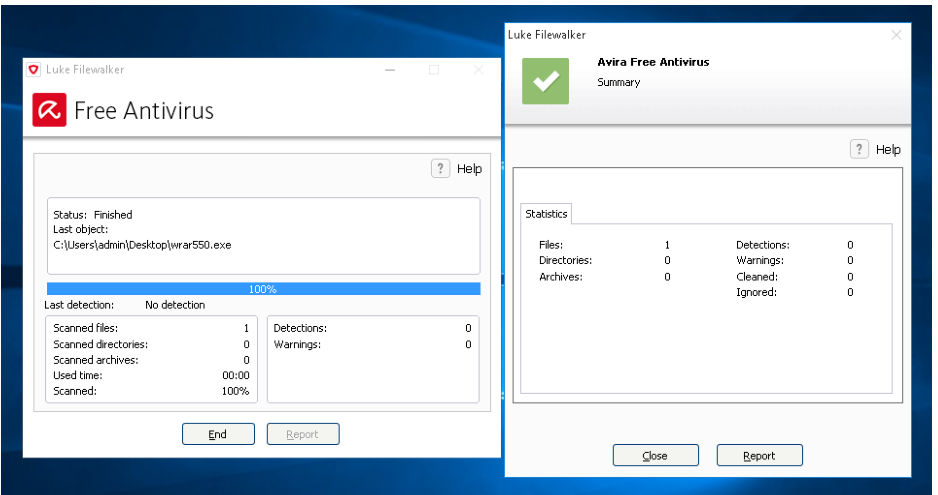 Luke Filewalker
Free Antivirus
? Help
Status: Finished
Last object:
C:\Users\admin\Desktop\wrar550.exe
100%
Last detection: No detection
Scanned files: 1
Scanned directories: 0
Scanned archives: 0
Used time: 00:00
Scanned: 100%
Detections: 0
Warnings: 0
End
Report
Luke Filewalker
Avira Free Antivirus
Summary
? Help
Statistics
Files: 1
Directories: 0
Archives: 0
Detections: 0
Warnings: 0
Cleaned: 0
Ignored: 0
Close
Report